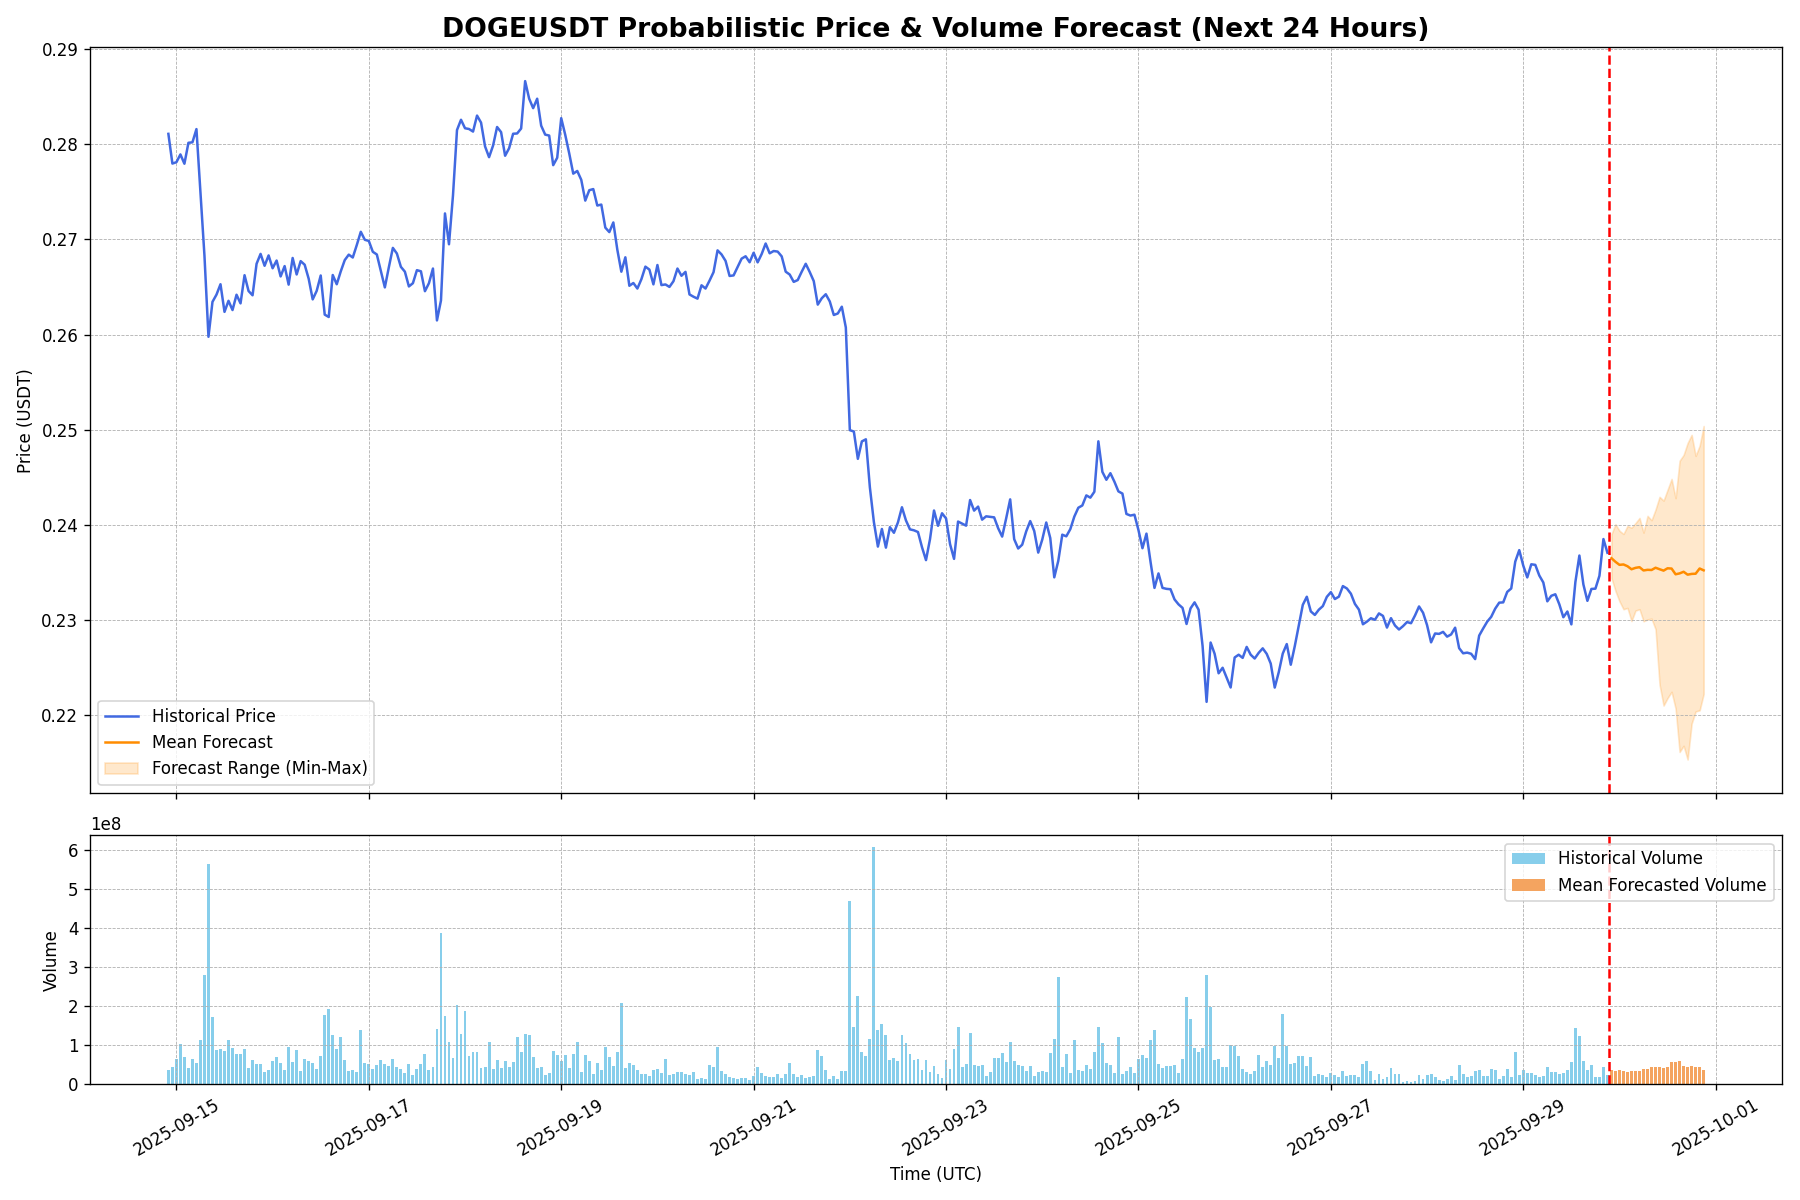 DOGEUSDT Probabilistic Price & Volume Forecast (Next 24 Hours)
0.29
0.28
0.27
0.26
0.25
0.24
0.23
0.22
Price (USDT)
Historical Price
Mean Forecast
Forecast Range (Min-Max)
1e8
6
5
4
3
2
1
0
Volume
Historical Volume
Mean Forecasted Volume
2025-09-15
2025-09-17
2025-09-19
2025-09-21
2025-09-23
2025-09-25
2025-09-27
2025-09-29
2025-10-01
Time (UTC)